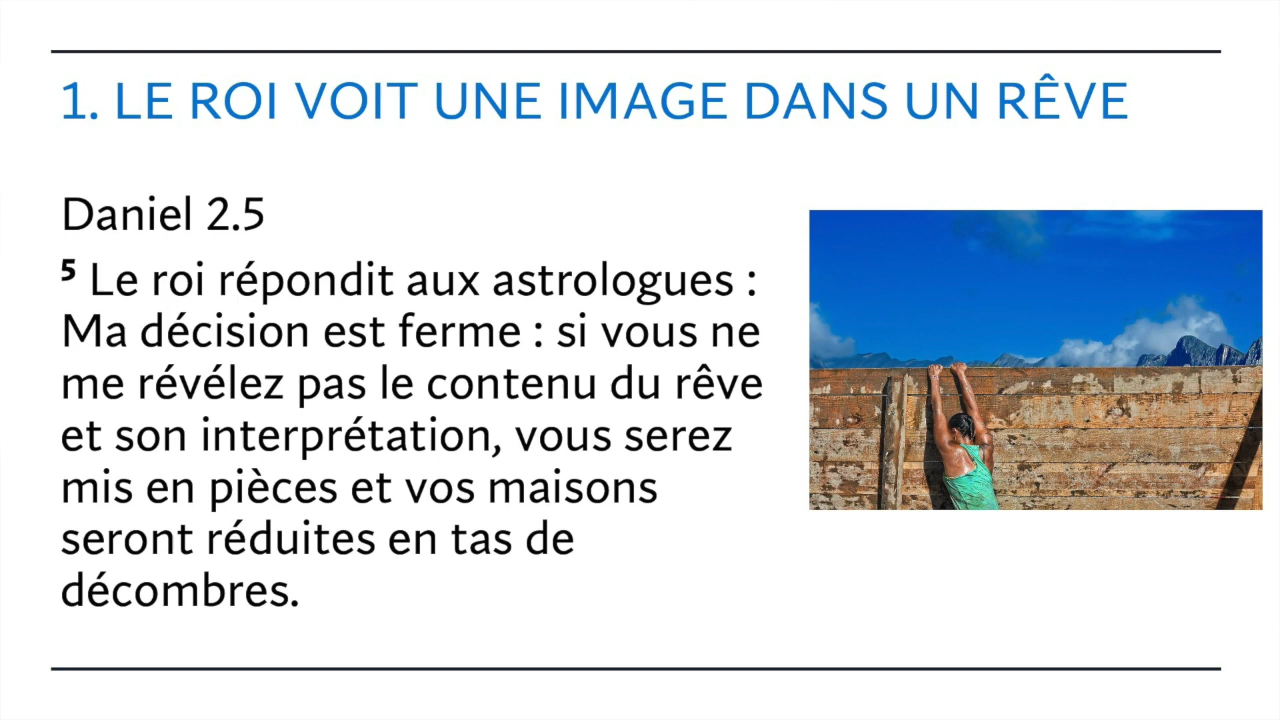 1. LE ROI VOIT UNE IMAGE DANS UN RÊVE
Daniel 2.5
⁵ Le roi répondit aux astrologues :
Ma décision est ferme : si vous ne
me révélez pas le contenu du rêve
et son interprétation, vous serez
mis en pièces et vos maisons
seront réduites en tas de
décombres.